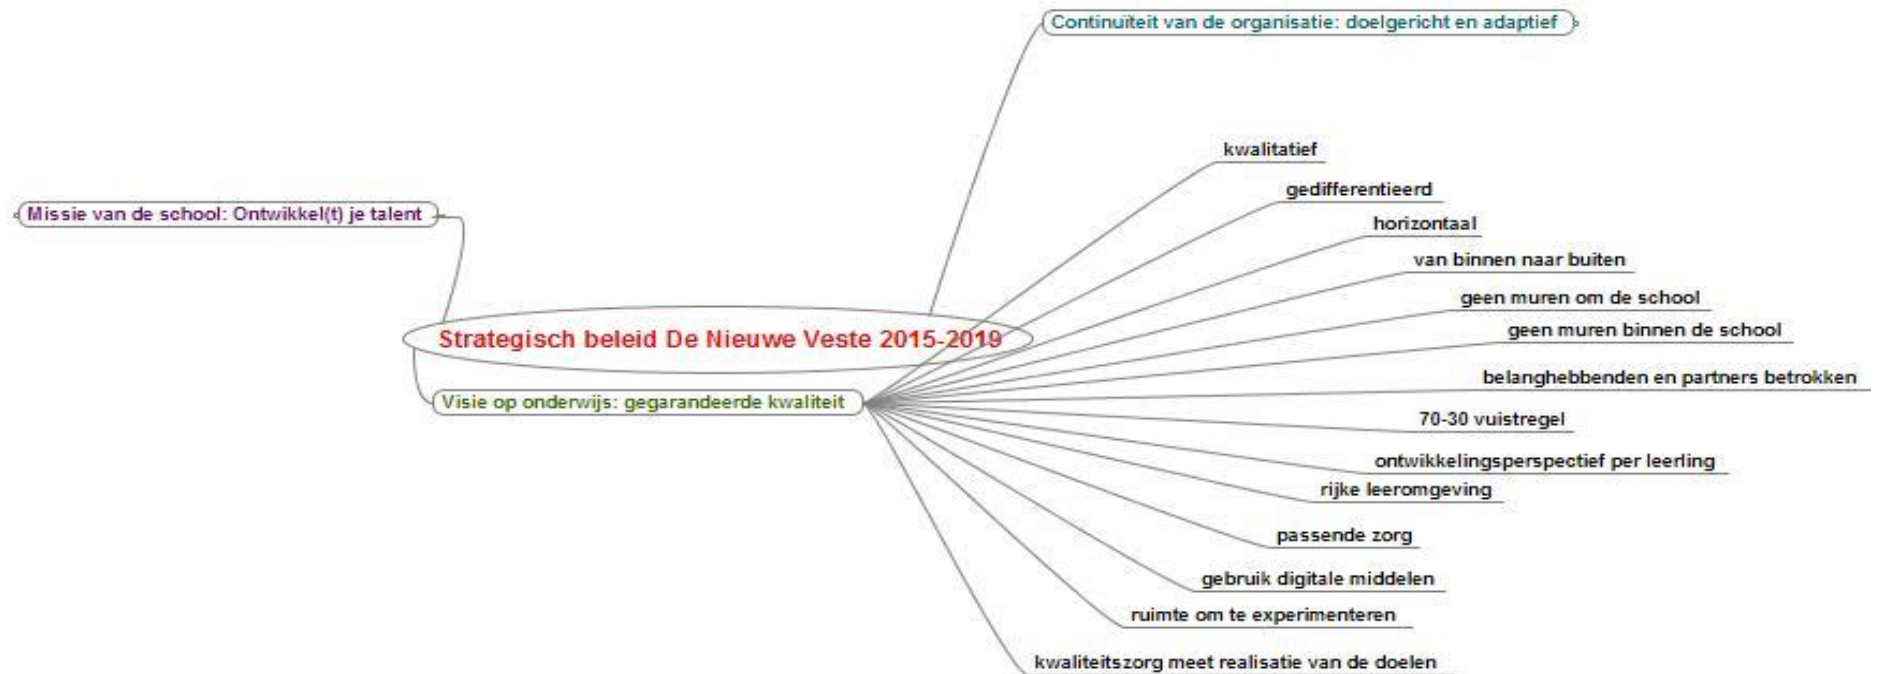 Continuïteit van de organisatie: doelgericht en adaptief
kwalitatief
gedifferentieerd
Missie van de school: Ontwikkel(t) je talent
horizontaal
van binnen naar buiten
geen muren om de school
geen muren binnen de school
Strategisch beleid De Nieuwe Veste 2015-2019
belanghebbenden en partners betrokken
Visie op onderwijs: gegarandeerde kwaliteit
70-30 vuistregel
ontwikkelingsperspectief per leerling
rijke leeromgeving
passende zorg
gebruik digitale middelen
ruimte om te experimenteren
kwaliteitszorg meet realisatie van de doelen